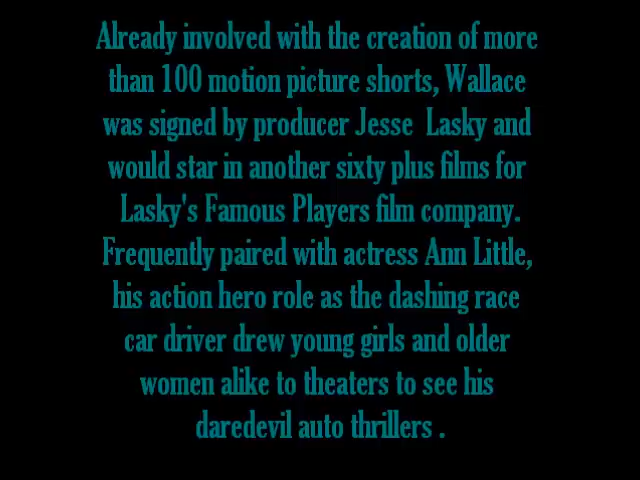 Already involved with the creation of more
than 100 motion picture shorts, Wallace
was signed by producer Jesse  Lasky and
would star in another sixty plus films for
Lasky's Famous Players film company.
Frequently paired with actress Ann Little,
his action hero role as the dashing race
car driver drew young girls and older
women alike to theaters to see his
daredevil auto thrillers .